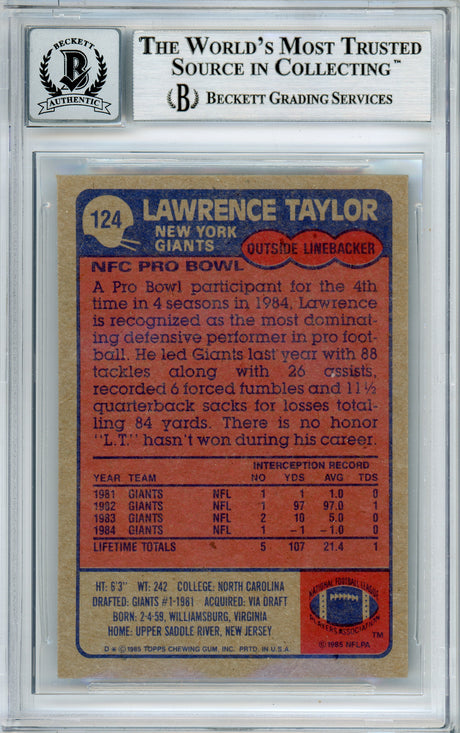 BECKETT
B
AUTHENTIC
THE WORLD'S MOST TRUSTED
SOURCE IN COLLECTING™
B BECKETT GRADING SERVICES
124
LAWRENCE TAYLOR
NEW YORK
GIANTS
OUTSIDE LINEBACKER
NFC PRO BOWL
A Pro Bowl participant for the 4th
time in 4 seasons in 1984, Lawrence
is recognized as the most dominat-
ing defensive performer in pro foot-
ball. He led Giants last year with 88
tackles along with 26 assists,
recorded 6 forced fumbles and 11½
quarterback sacks for losses total-
ling 84 yards. There is no honor
"L.T." hasn't won during his career.
INTERCEPTION RECORD
YEAR TEAM NO YDS AVG TDS
1981 GIANTS NFL 1 1 1.0 0
1982 GIANTS NFL 1 97 97.0 1
1983 GIANTS NFL 2 10 5.0 0
1984 GIANTS NFL 1 -1 -1.0 0
LIFETIME TOTALS 5 107 21.4 1
HT: 6'3" WT: 242 COLLEGE: NORTH CAROLINA
DRAFTED: GIANTS #1-1981 ACQUIRED: VIA DRAFT
BORN: 2-4-59, WILLIAMSBURG, VIRGINIA
HOME: UPPER SADDLE RIVER, NEW JERSEY
D * © 1985 TOPPS CHEWING GUM, INC. PRTD. IN U.S.A.
NATIONAL FOOTBALL LEAGUE
PLAYERS ASSOCIATION
TM
© 1985 NFLPA